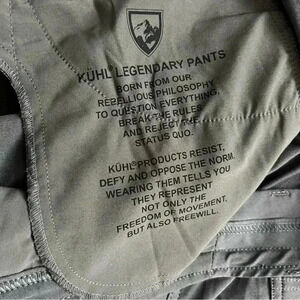 KÜHL LEGENDARY PANTS
BORN FROM OUR
REBELLIOUS PHILOSOPHY
TO QUESTION EVERYTHING,
BREAK THE RULES
AND REJECT THE
STATUS QUO.
KÜHL® PRODUCTS RESIST,
DEFY AND OPPOSE THE NORM.
WEARING THEM TELLS YOU
THEY REPRESENT
NOT ONLY THE
FREEDOM OF MOVEMENT,
BUT ALSO FREEWILL.